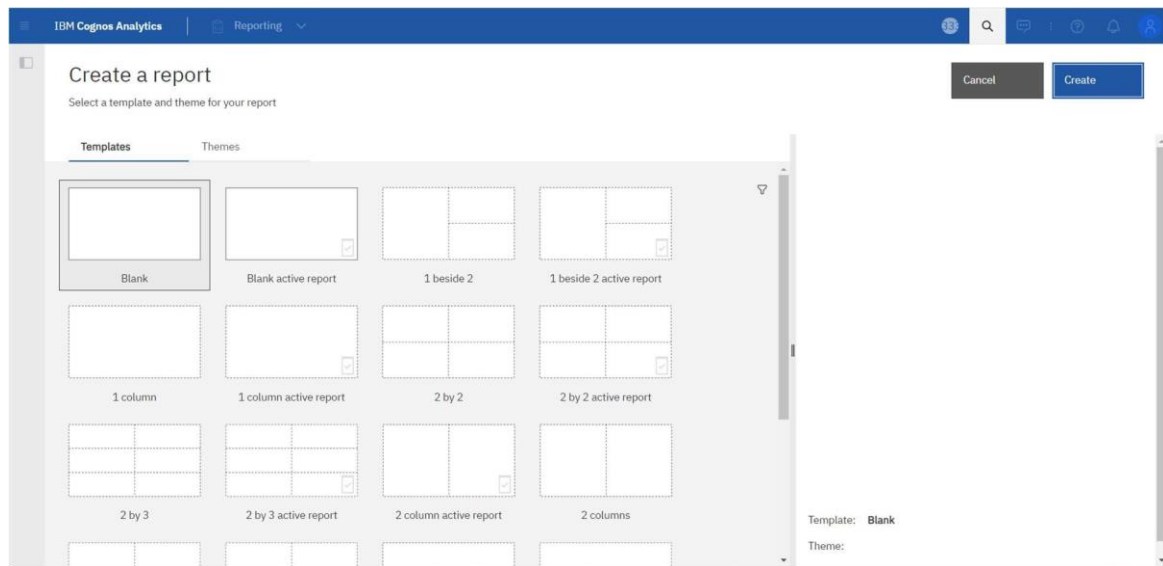 IBM Cognos Analytics
Reporting
Create a report
Cancel
Create
Select a template and theme for your report
Templates
Themes
Blank
Blank active report
1 beside 2
1 beside 2 active report
1 column
1 column active report
2 by 2
2 by 2 active report
2 by 3
2 by 3 active report
2 column active report
2 columns
Template: Blank
Theme: